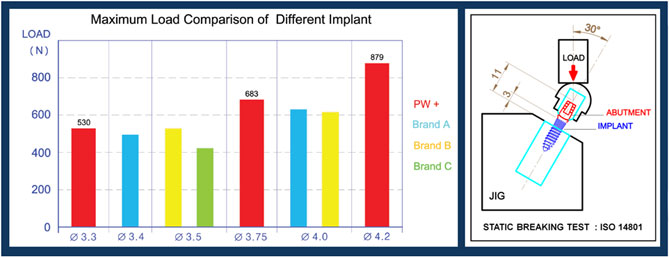 Maximum Load Comparison of Different Implant
LOAD
( N )
800
600
400
200
0
530
683
879
Ø 3.3
Ø 3.4
Ø 3.5
Ø 3.75
Ø 4.0
Ø 4.2
PW +
Brand A
Brand B
Brand C
30°
LOAD
11
3
ABUTMENT
IMPLANT
JIG
STATIC BREAKING TEST : ISO 14801